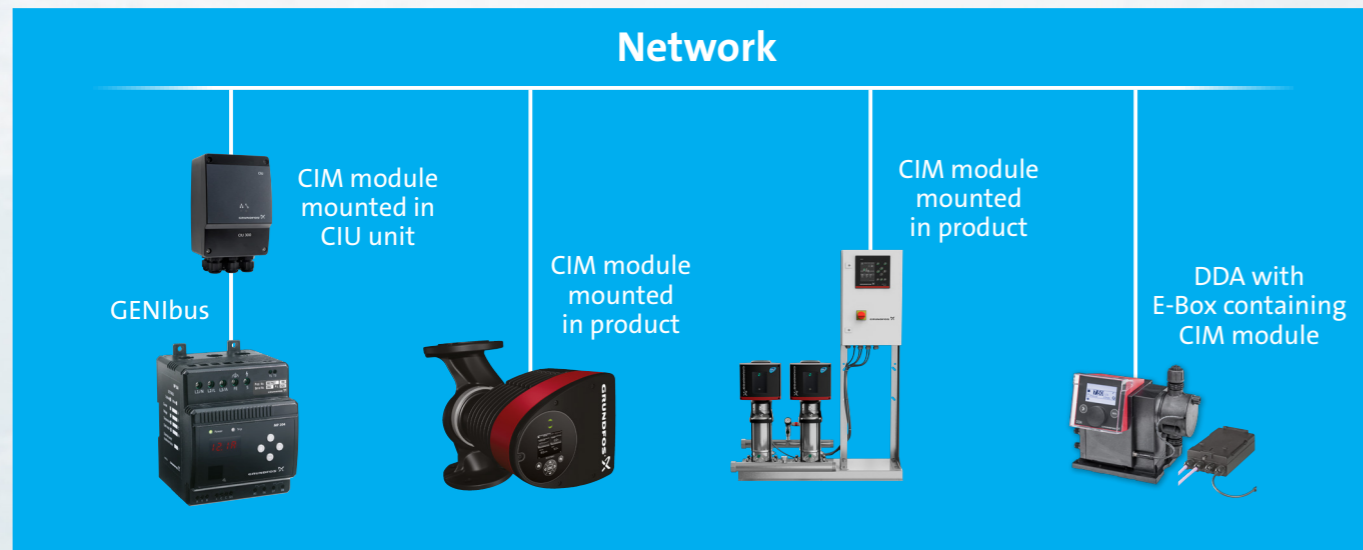 Network
CIM module
mounted in
CIU unit
GENIbus
CIM module
mounted
in product
GRUNDFOS
CIM module
mounted
in product
DDA with
E-Box containing
CIM module